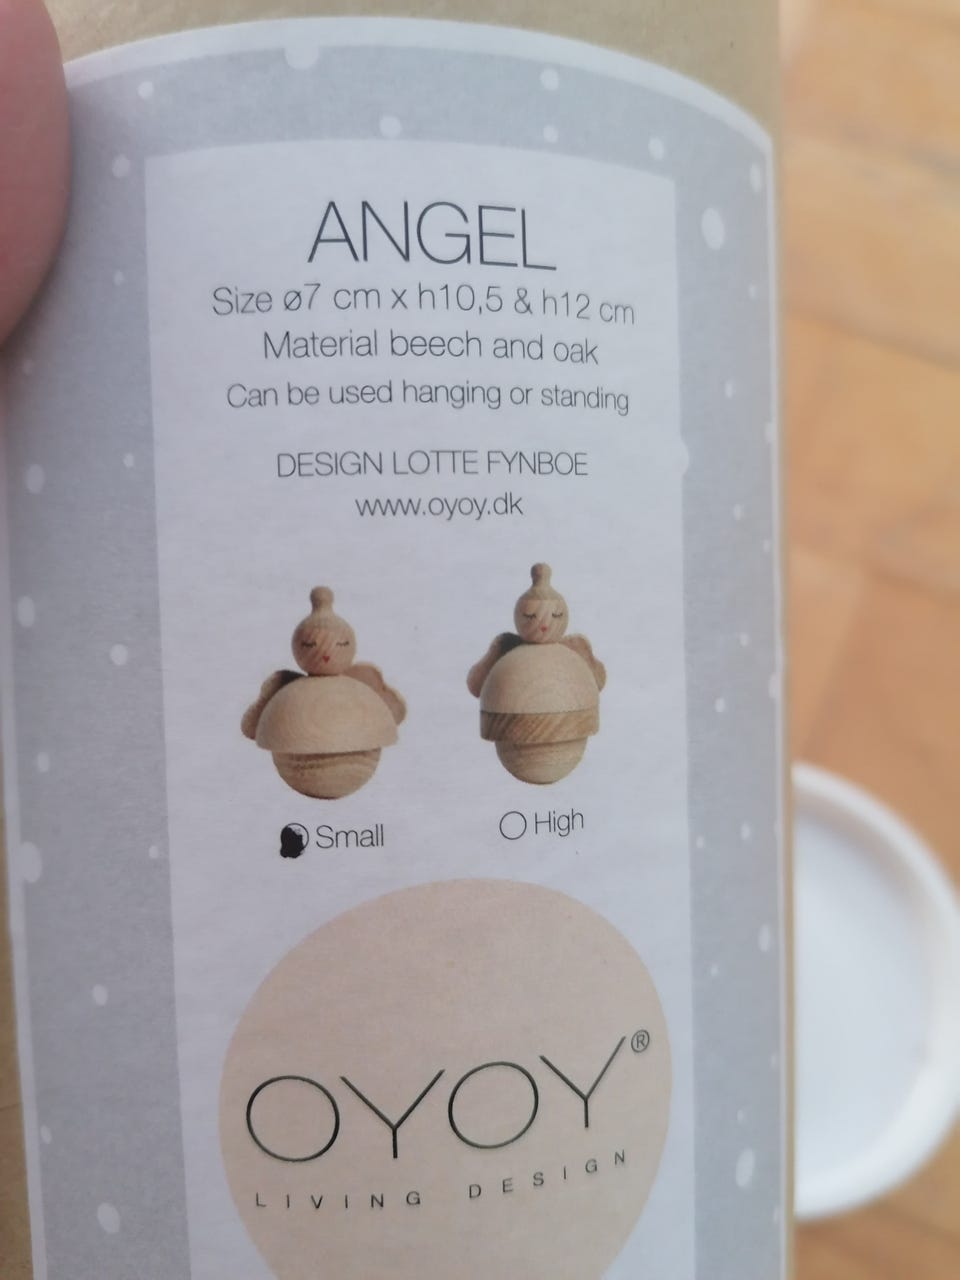 ANGEL
Size ø7 cm x h10,5 & h12 cm
Material beech and oak
Can be used hanging or standing
DESIGN LOTTE FYNBOE
www.oyoy.dk
Small
High
OYOY®
LIVING DESIGN